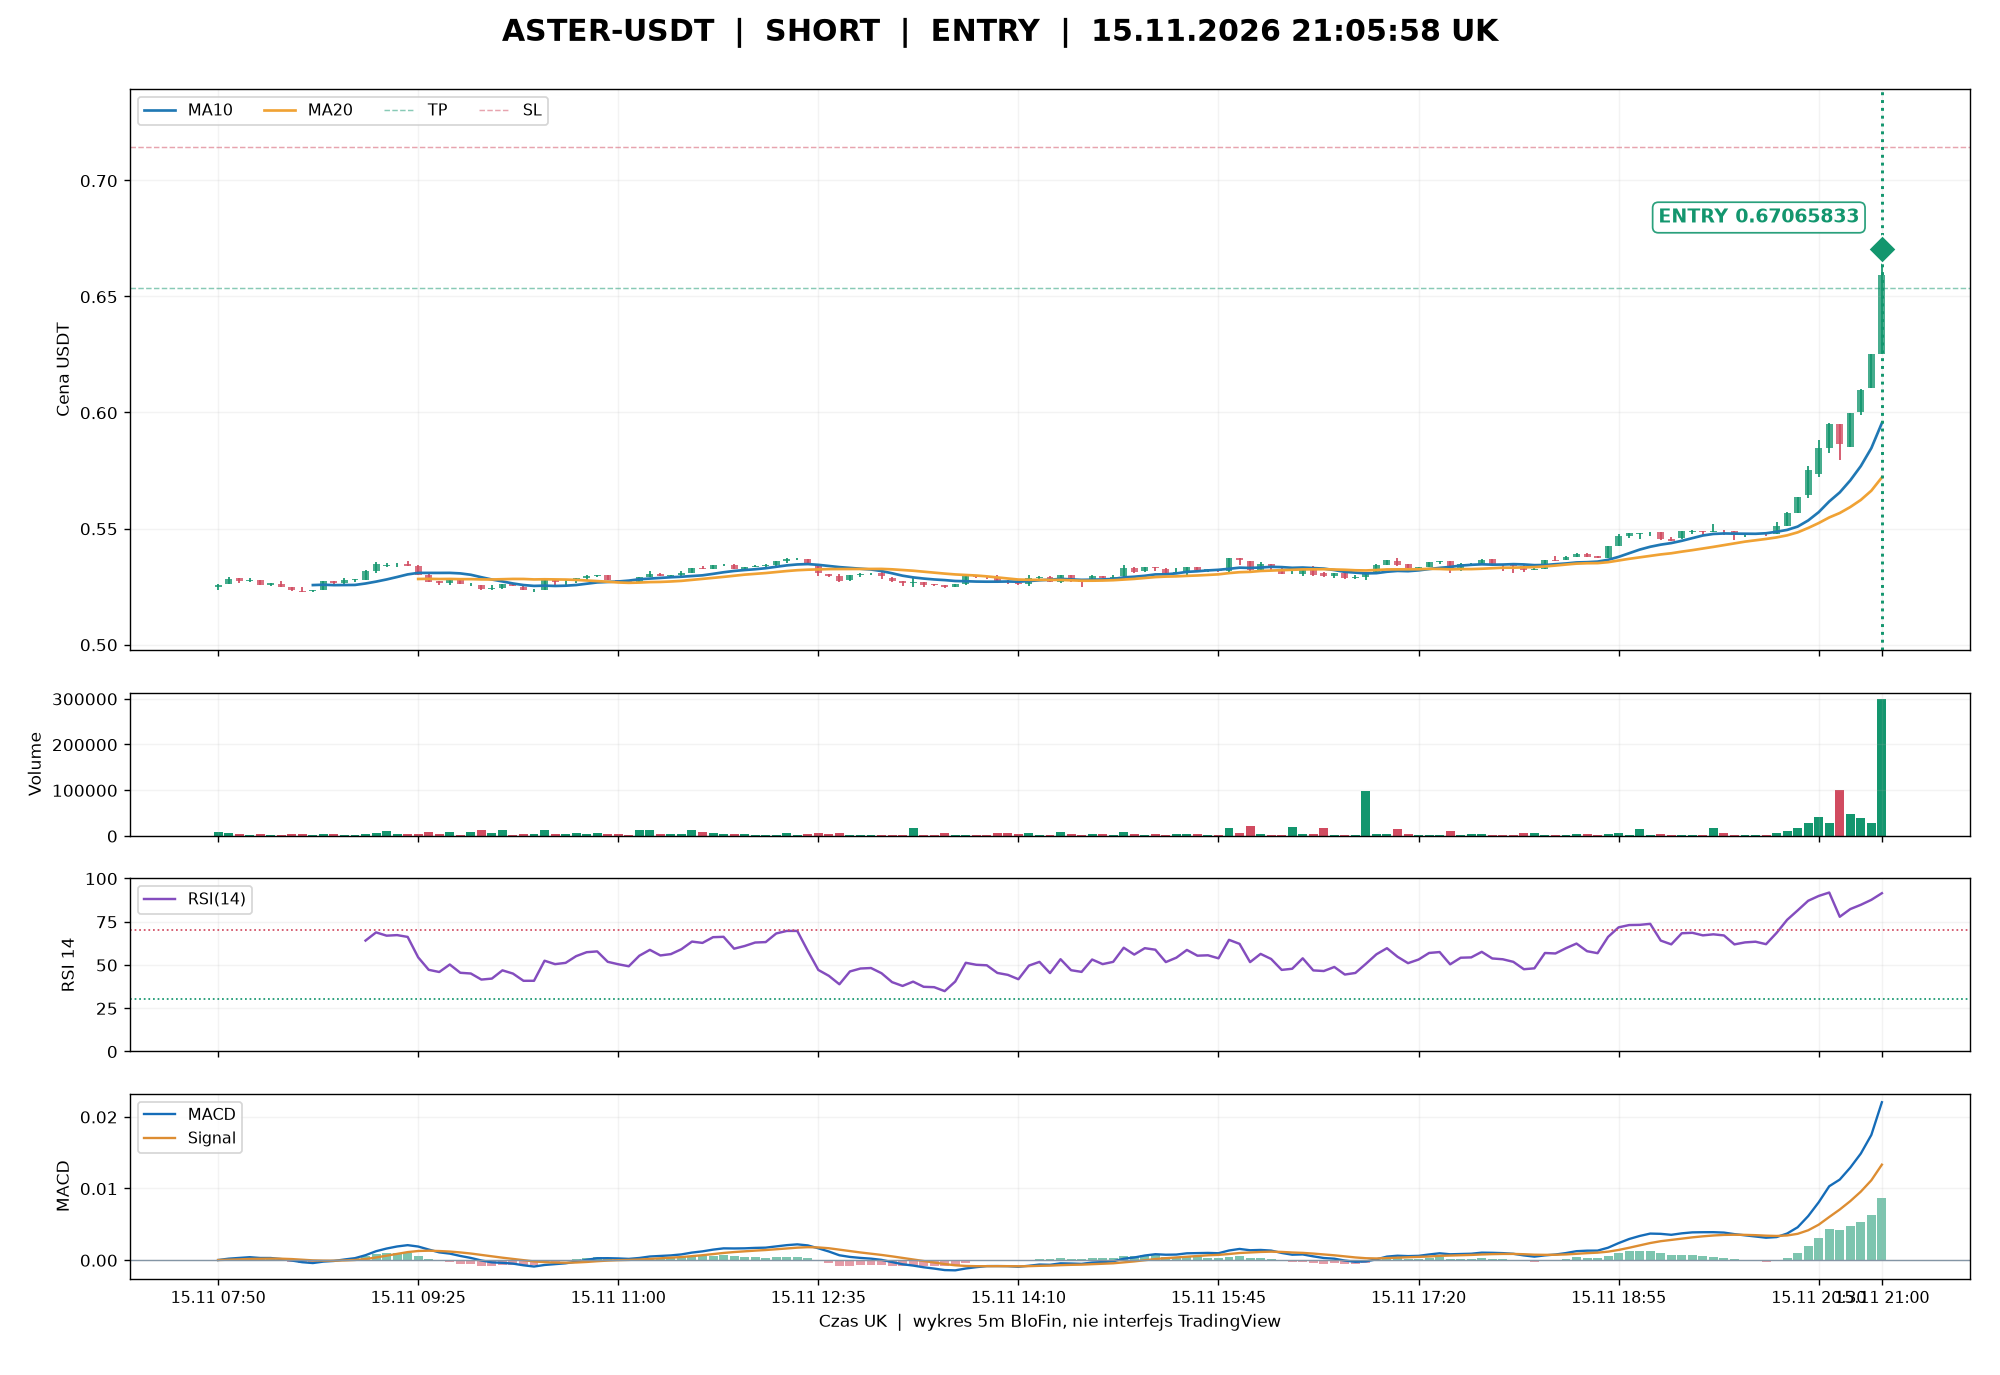 ASTER-USDT | SHORT | ENTRY | 15.11.2026 21:05:58 UK
MA10 MA20 TP SL
0.70
0.65
0.60
0.55
0.50
Cena USDT
ENTRY 0.67065833
300000
200000
100000
0
Volume
RSI(14)
100
75
50
25
0
RSI 14
MACD
Signal
0.02
0.01
0.00
MACD
15.11 07:50 15.11 09:25 15.11 11:00 15.11 12:35 15.11 14:10 15.11 15:45 15.11 17:20 15.11 18:55 15.11 20:30 15.11 21:00
Czas UK | wykres 5m BloFin, nie interfejs TradingView